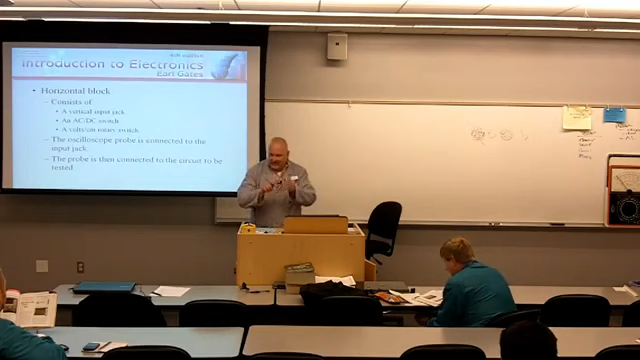 Introduction to Electronics
Earl Gates
• Horizontal block
– Consists of
• A vertical input jack
• An AC/DC switch
• A volts/cm rotary switch
– The oscilloscope probe is connected to the
input jack.
– The probe is then connected to the circuit to be
tested.